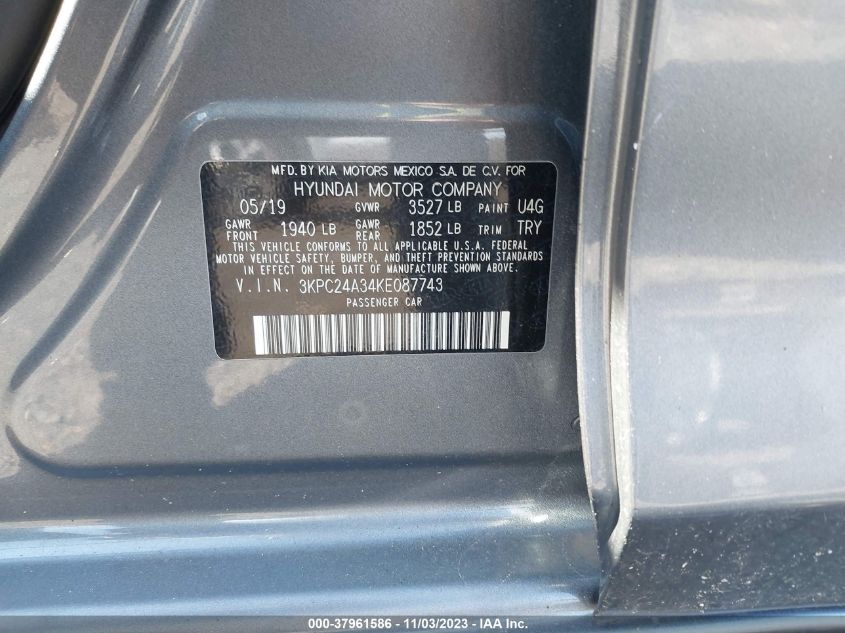 MFD. BY KIA MOTORS MEXICO S.A. DE C.V. FOR
HYUNDAI MOTOR COMPANY
05/19 GVWR 3527 LB PAINT U4G
GAWR FRONT 1940 LB GAWR REAR 1852 LB TRIM TRY
THIS VEHICLE CONFORMS TO ALL APPLICABLE U.S.A. FEDERAL
MOTOR VEHICLE SAFETY, BUMPER, AND THEFT PREVENTION STANDARDS
IN EFFECT ON THE DATE OF MANUFACTURE SHOWN ABOVE.
V.I.N. 3KPC24A34KE087743
PASSENGER CAR
000-37961586 - 11/03/2023 - IAA Inc.